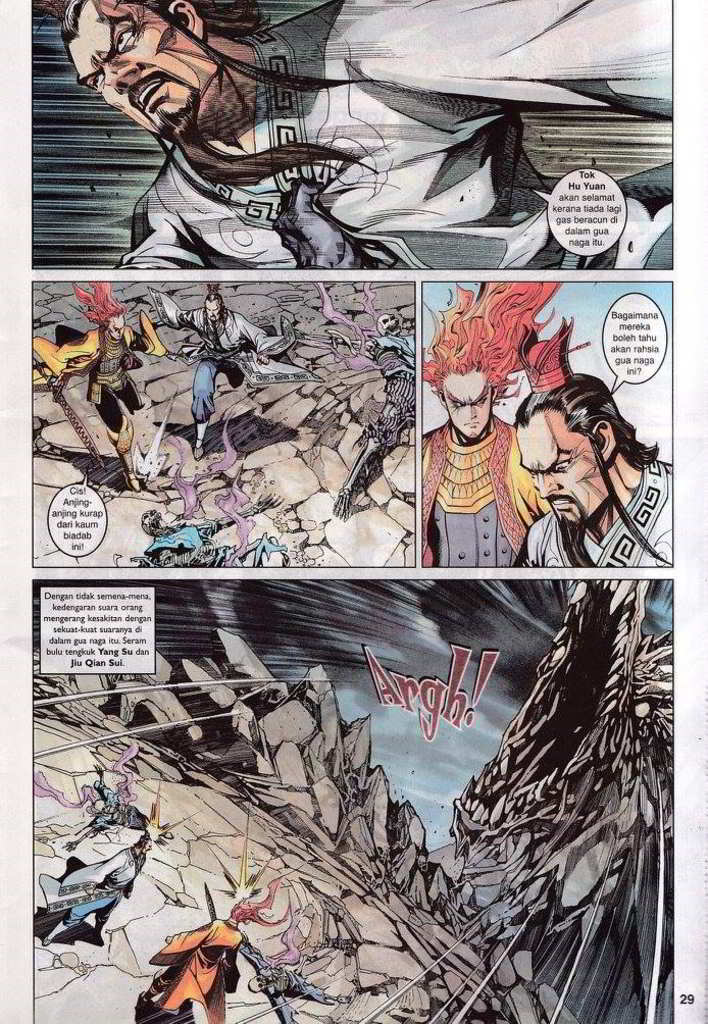 Tok
Hu Yuan
akan selamat
kerana tiada lagi
gas beracun di
dalam gua
naga itu.
Cis!
Anjing-
anjing kurap
dari kaum
biadab
ini!
Bagaimana
mereka
boleh tahu
akan rahsia
gua naga
ini?
Dengan tidak semena-mena,
kedengaran suara orang
mengerang kesakitan dengan
sekuat-kuat suaranya di
dalam gua naga itu. Seram
bulu tengkuk Yang Su dan
Jiu Qian Sui.
Argh!
29